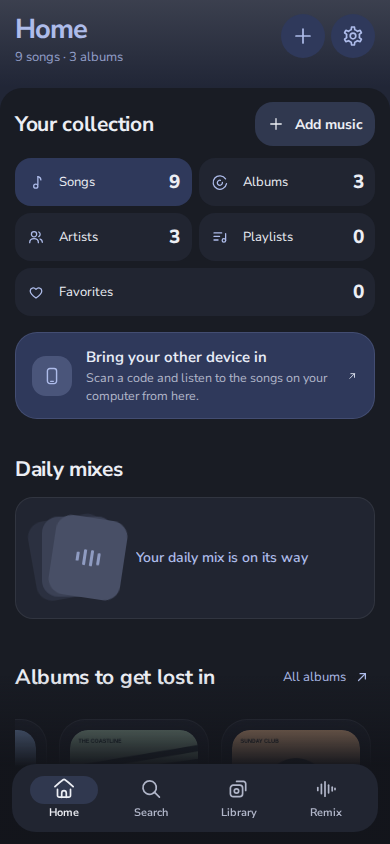 Home
9 songs · 3 albums
Your collection
Add music
Songs 9
Albums 3
Artists 3
Playlists 0
Favorites 0
Bring your other device in
Scan a code and listen to the songs on your
computer from here.
Daily mixes
Your daily mix is on its way
Albums to get lost in
All albums
THE COASTLINE
SUNDAY CLUB
Home
Search
Library
Remix